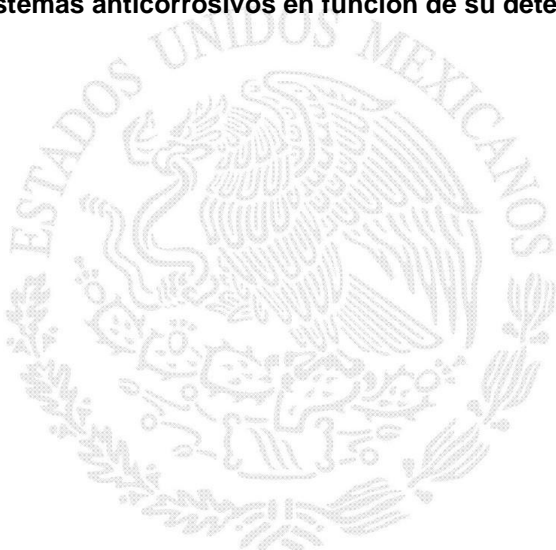 stemas anticorrosivos en función de su dete
ESTADOS UNIDOS MEXICANOS